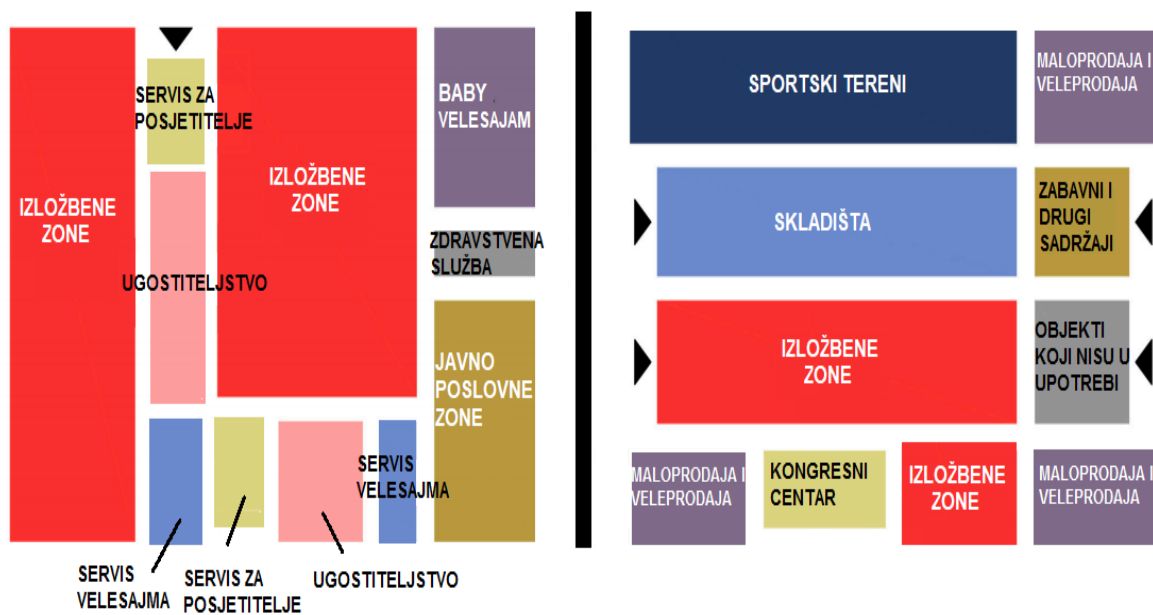 SERVIS ZA
POSJETITELJE
IZLOŽBENE
ZONE
UGOSTITELJSTVO
IZLOŽBENE
ZONE
BABY
VELESAJAM
ZDRAVSTVENA
SLUŽBA
JAVNO
POSLOVNE
ZONE
SERVIS
VELESAJMA
SERVIS
VELESAJMA
SERVIS ZA
POSJETITELJE
UGOSTITELJSTVO
SPORTSKI TERENI
MALOPRODAJA I
VELEPRODAJA
SKLADIŠTA
ZABAVNI I
DRUGI
SADRŽAJI
IZLOŽBENE
ZONE
OBJEKTI
KOJI NISU U
UPOTREBI
MALOPRODAJA I
VELEPRODAJA
KONGRESNI
CENTAR
IZLOŽBENE
ZONE
MALOPRODAJA I
VELEPRODAJA